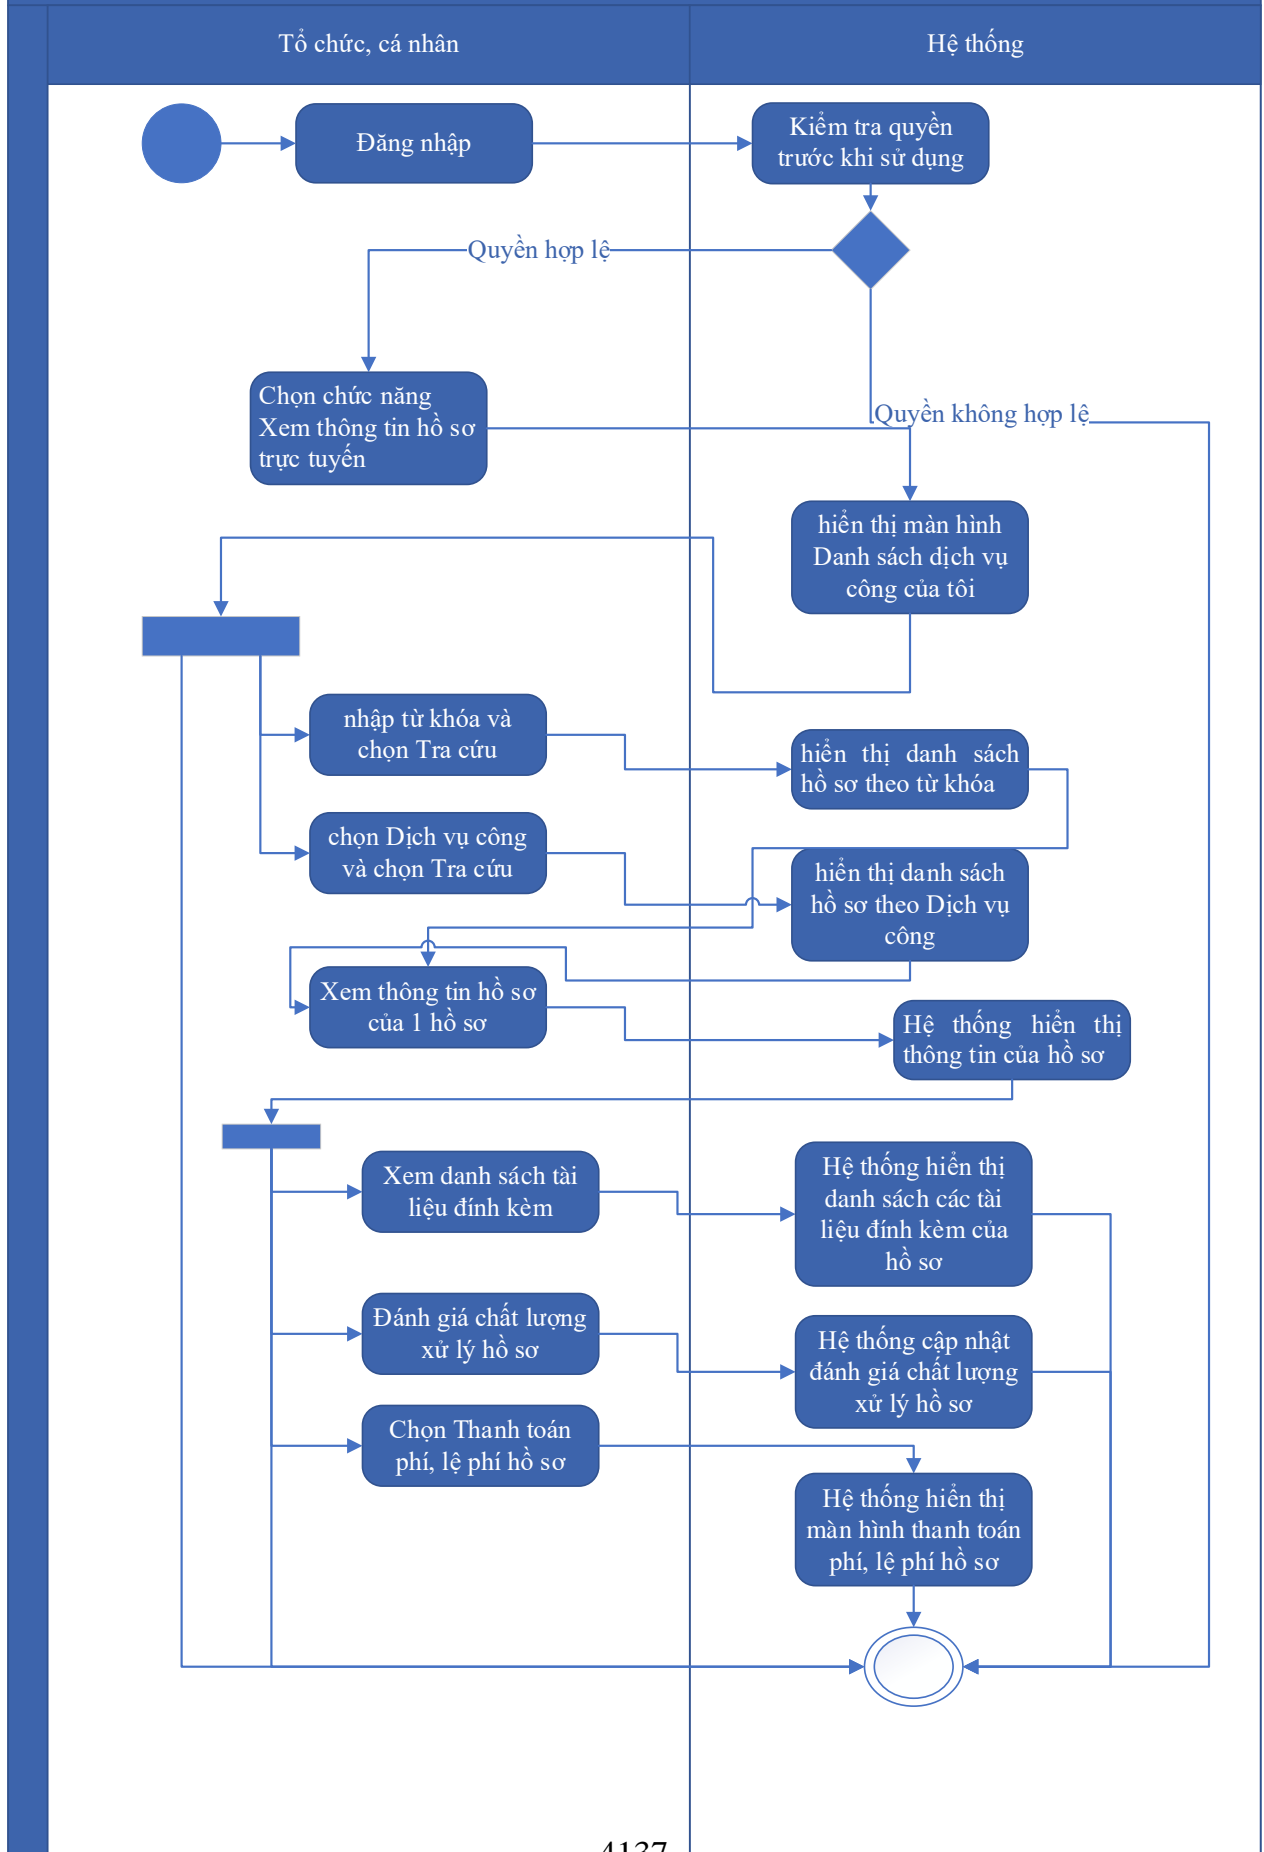 Tổ chức, cá nhân
Hệ thống
Đăng nhập
Kiểm tra quyền
trước khi sử dụng
Quyền hợp lệ
Chọn chức năng
Xem thông tin hồ sơ
trực tuyến
Quyền không hợp lệ
hiển thị màn hình
Danh sách dịch vụ
công của tôi
nhập từ khóa và
chọn Tra cứu
hiển thị danh sách
hồ sơ theo từ khóa
chọn Dịch vụ công
và chọn Tra cứu
hiển thị danh sách
hồ sơ theo Dịch vụ
công
Xem thông tin hồ sơ
của 1 hồ sơ
Hệ thống hiển thị
thông tin của hồ sơ
Xem danh sách tài
liệu đính kèm
Hệ thống hiển thị
danh sách các tài
liệu đính kèm của
hồ sơ
Đánh giá chất lượng
xử lý hồ sơ
Hệ thống cập nhật
đánh giá chất lượng
xử lý hồ sơ
Chọn Thanh toán
phí, lệ phí hồ sơ
Hệ thống hiển thị
màn hình thanh toán
phí, lệ phí hồ sơ
4137